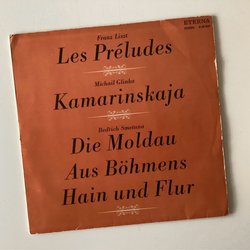 ETERNA
Franz Liszt
Les Préludes
Michail Glinka
Kamarinskaja
Bedřich Smetana
Die Moldau
Aus Böhmens
Hain und Flur